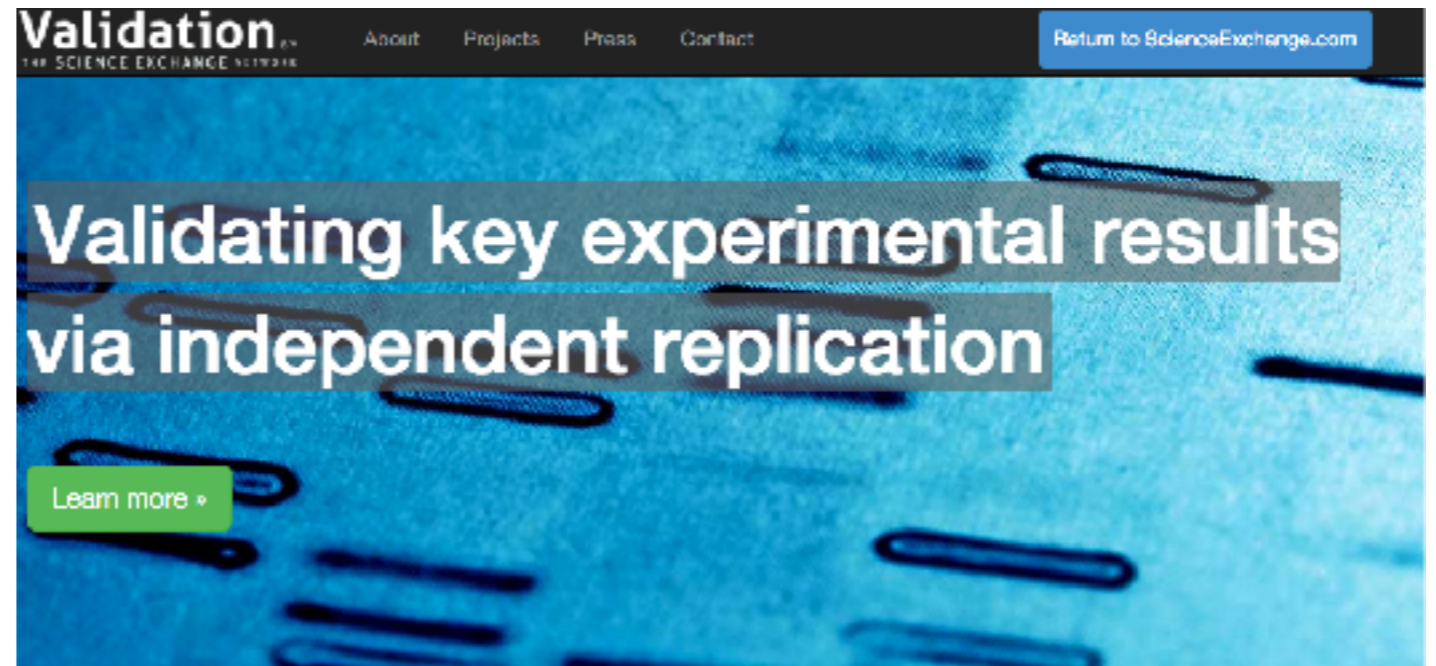 Validation
THE SCIENCE EXCHANGE NETWORK
About Projects Press Contact
Return to ScienceExchange.com
Validating key experimental results
via independent replication
Learn more »